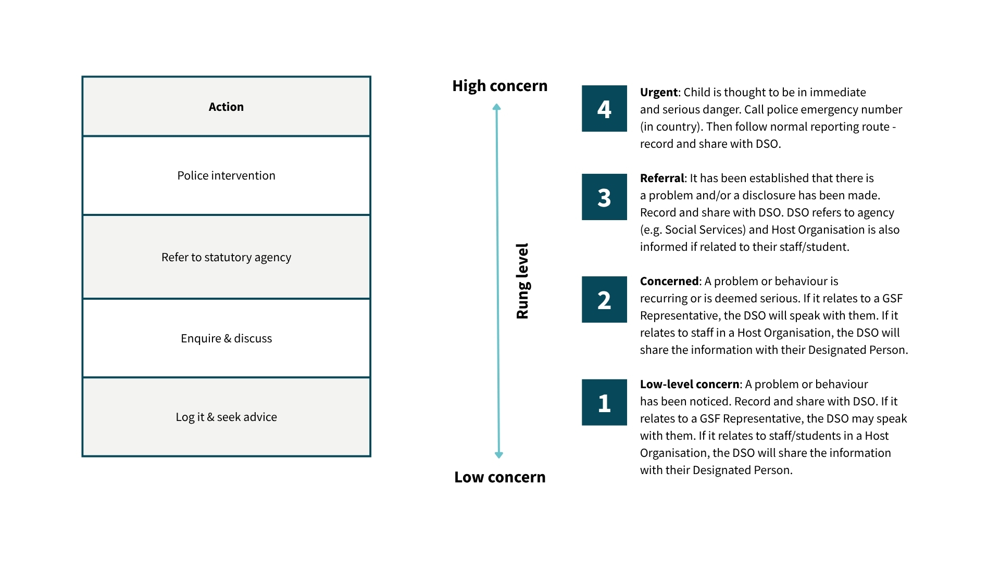 Action
Police intervention
Refer to statutory agency
Enquire & discuss
Log it & seek advice
High concern
Rung level
Low concern
4
Urgent: Child is thought to be in immediate
and serious danger. Call police emergency number
(in country). Then follow normal reporting route -
record and share with DSO.
3
Referral: It has been established that there is
a problem and/or a disclosure has been made.
Record and share with DSO. DSO refers to agency
(e.g. Social Services) and Host Organisation is also
informed if related to their staff/student.
2
Concerned: A problem or behaviour is
recurring or is deemed serious. If it relates to a GSF
Representative, the DSO will speak with them. If it
relates to staff in a Host Organisation, the DSO will
share the information with their Designated Person.
1
Low-level concern: A problem or behaviour
has been noticed. Record and share with DSO. If it
relates to a GSF Representative, the DSO may speak
with them. If it relates to staff/students in a Host
Organisation, the DSO will share the information
with their Designated Person.